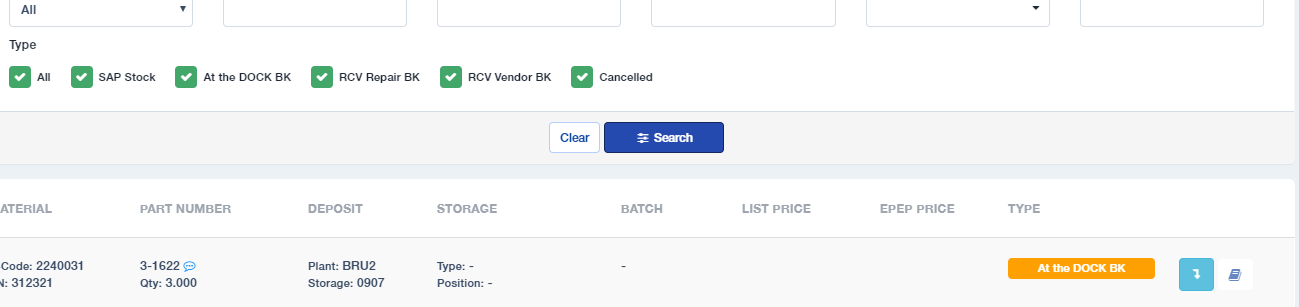 All
Type
All SAP Stock At the DOCK BK RCV Repair BK RCV Vendor BK Cancelled
Clear Search
ATERIAL PART NUMBER DEPOSIT STORAGE BATCH LIST PRICE EPEP PRICE TYPE
Code: 2240031 3-1622 Plant: BRU2 Type: - - At the DOCK BK
N: 312321 Qty: 3.000 Storage: 0907 Position: -